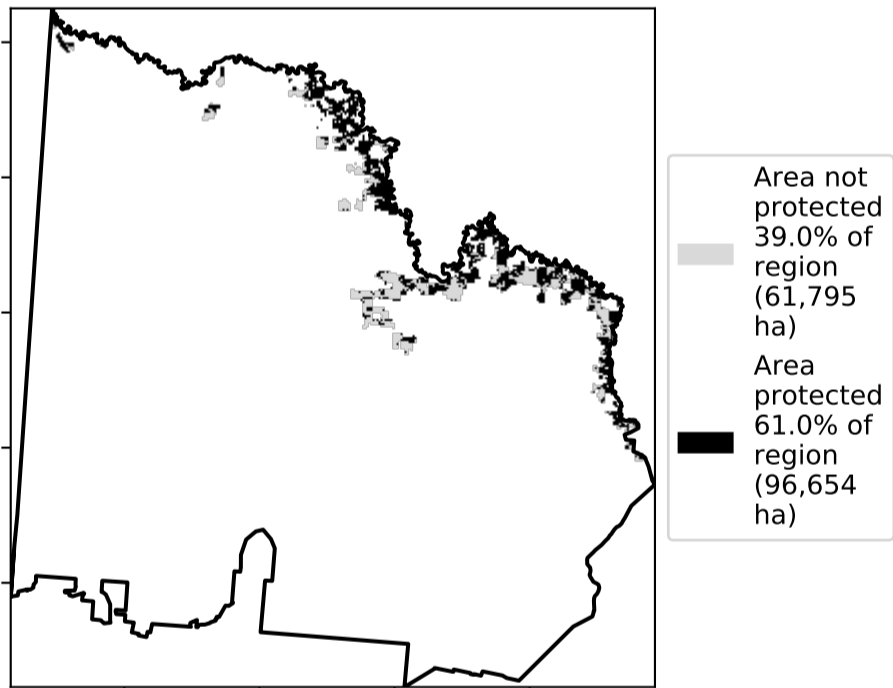 Area not
protected
39.0% of
region
(61,795
ha)
Area
protected
61.0% of
region
(96,654
ha)